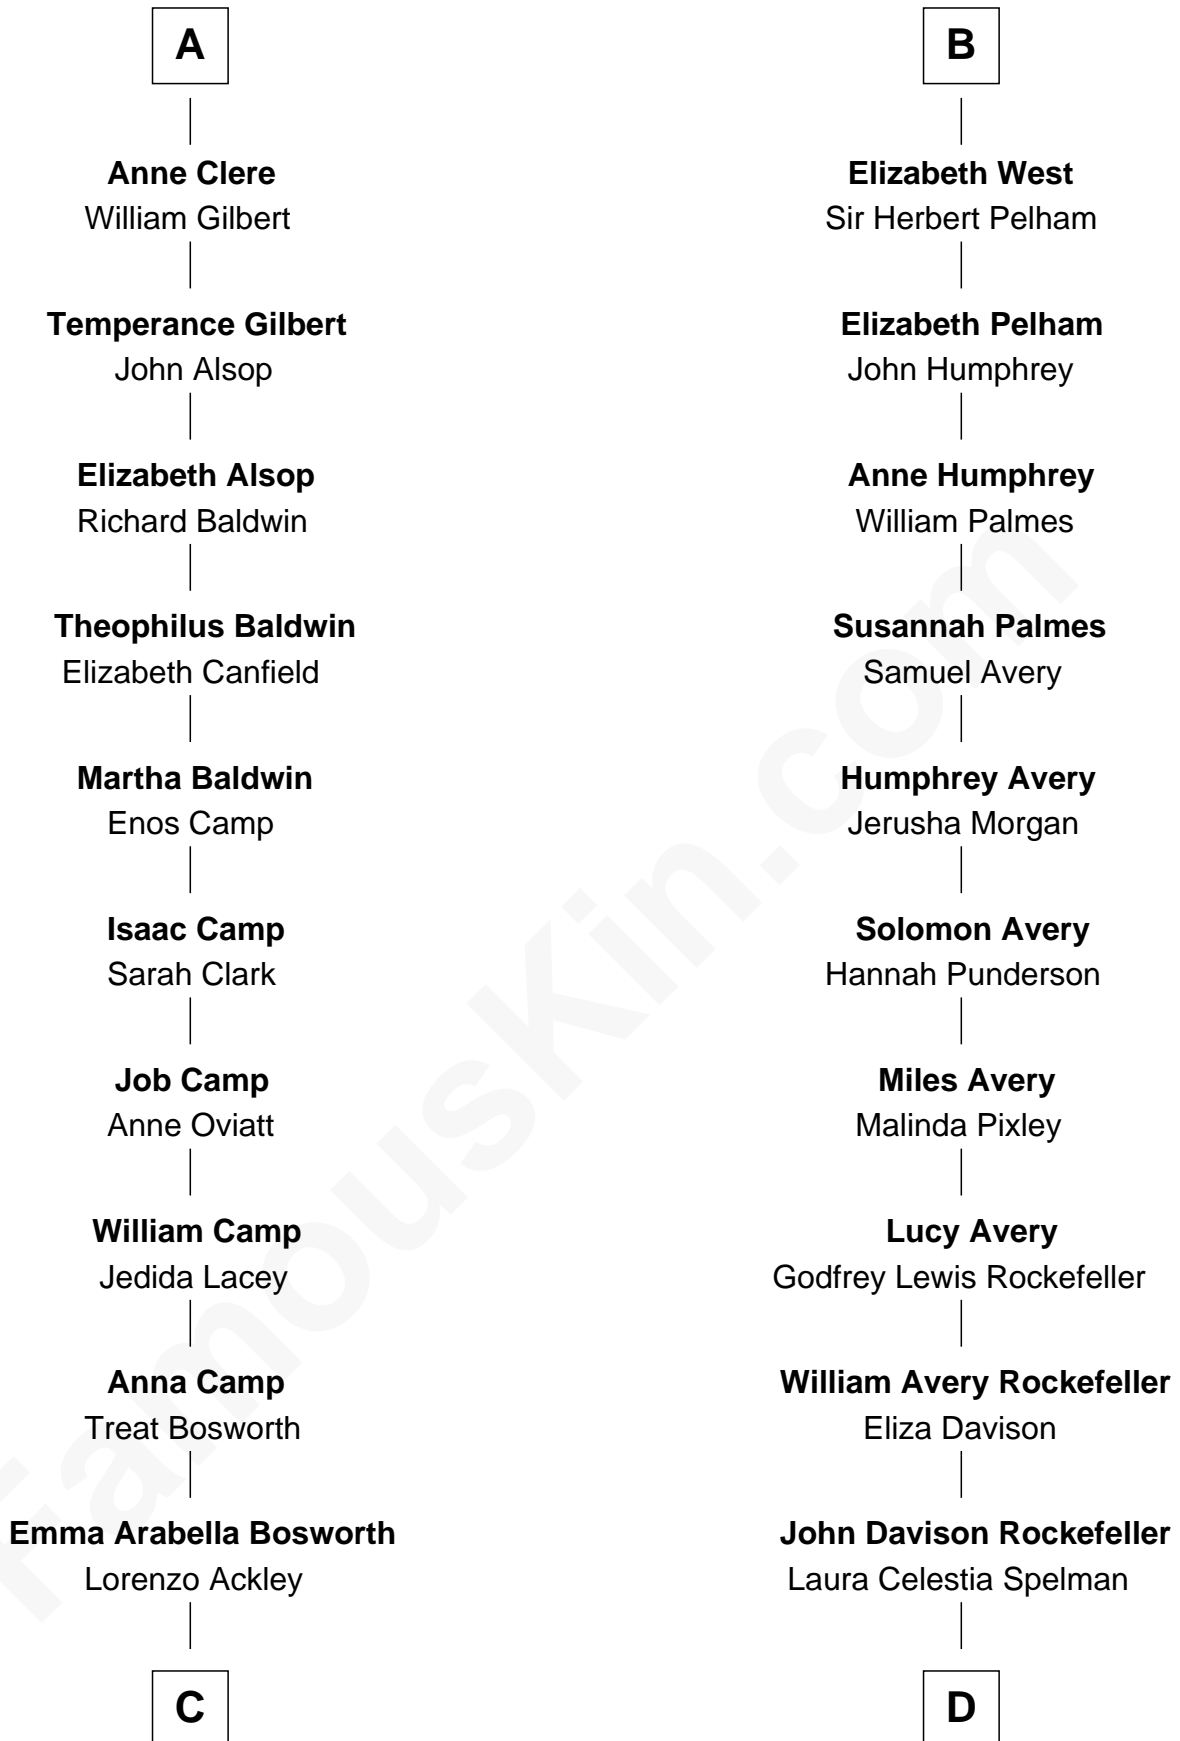 A
Anne Clere
William Gilbert
Temperance Gilbert
John Alsop
Elizabeth Alsop
Richard Baldwin
Theophilus Baldwin
Elizabeth Canfield
Martha Baldwin
Enos Camp
Isaac Camp
Sarah Clark
Job Camp
Anne Oviatt
William Camp
Jedida Lacey
Anna Camp
Treat Bosworth
Emma Arabella Bosworth
Lorenzo Ackley
C
B
Elizabeth West
Sir Herbert Pelham
Elizabeth Pelham
John Humphrey
Anne Humphrey
William Palmes
Susannah Palmes
Samuel Avery
Humphrey Avery
Jerusha Morgan
Solomon Avery
Hannah Punderson
Miles Avery
Malinda Pixley
Lucy Avery
Godfrey Lewis Rockefeller
William Avery Rockefeller
Eliza Davison
John Davison Rockefeller
Laura Celestia Spelman
D
FamousKin.com